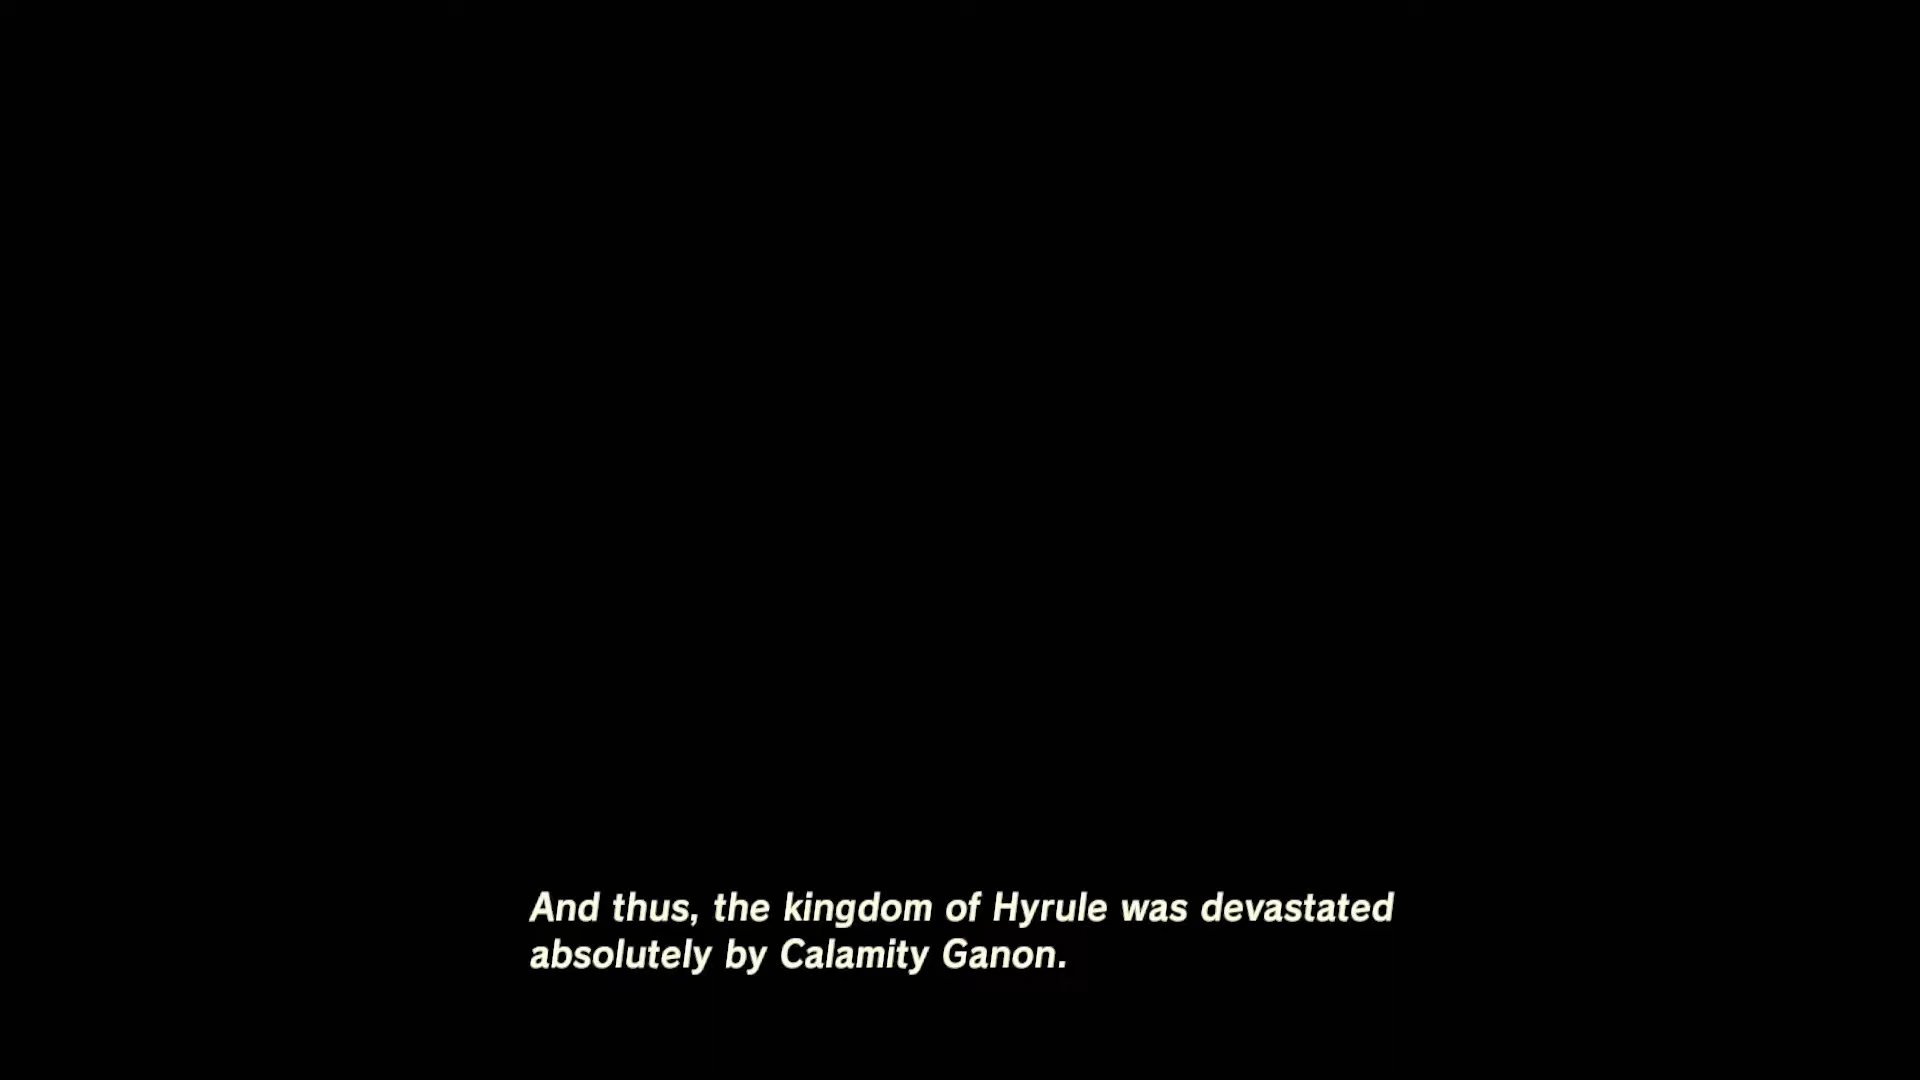 And thus, the kingdom of Hyrule was devastated
absolutely by Calamity Ganon.